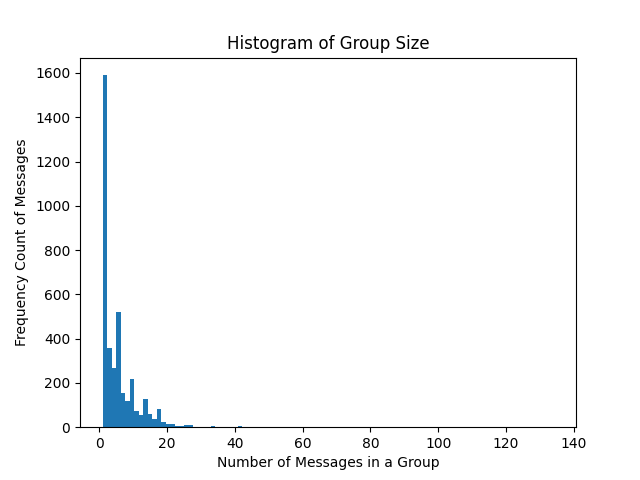 Histogram of Group Size
1600
1400
1200
1000
800
600
400
200
0
Frequency Count of Messages
0 20 40 60 80 100 120 140
Number of Messages in a Group